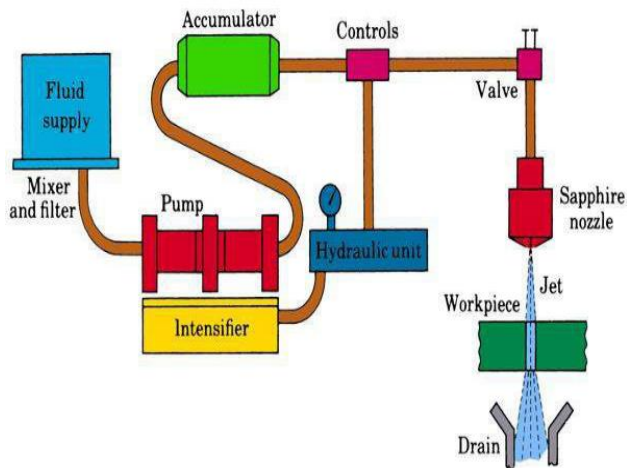 Accumulator
Controls
Fluid
supply
Valve
Mixer
and filter
Pump
Sapphire
nozzle
Hydraulic unit
Jet
Intensifier
Workpiece
Drain